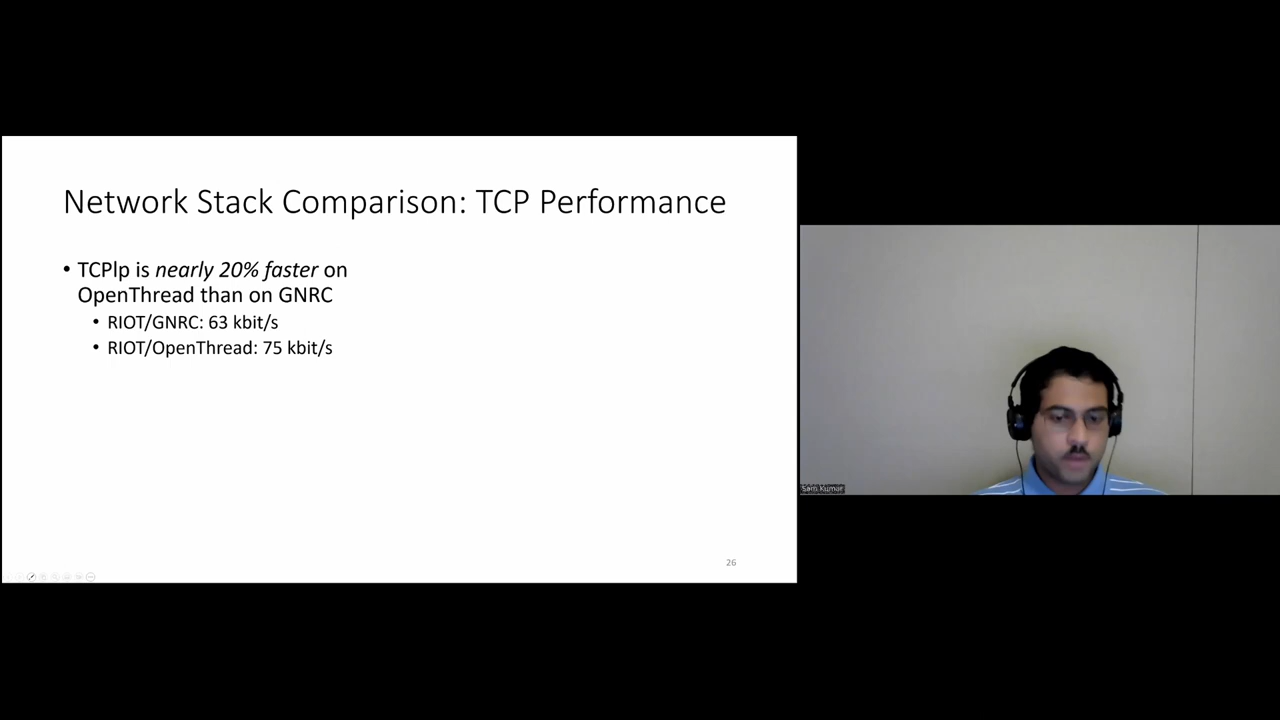 Network Stack Comparison: TCP Performance
• TCPlp is nearly 20% faster on
OpenThread than on GNRC
• RIOT/GNRC: 63 kbit/s
• RIOT/OpenThread: 75 kbit/s
26
Sam Kumar